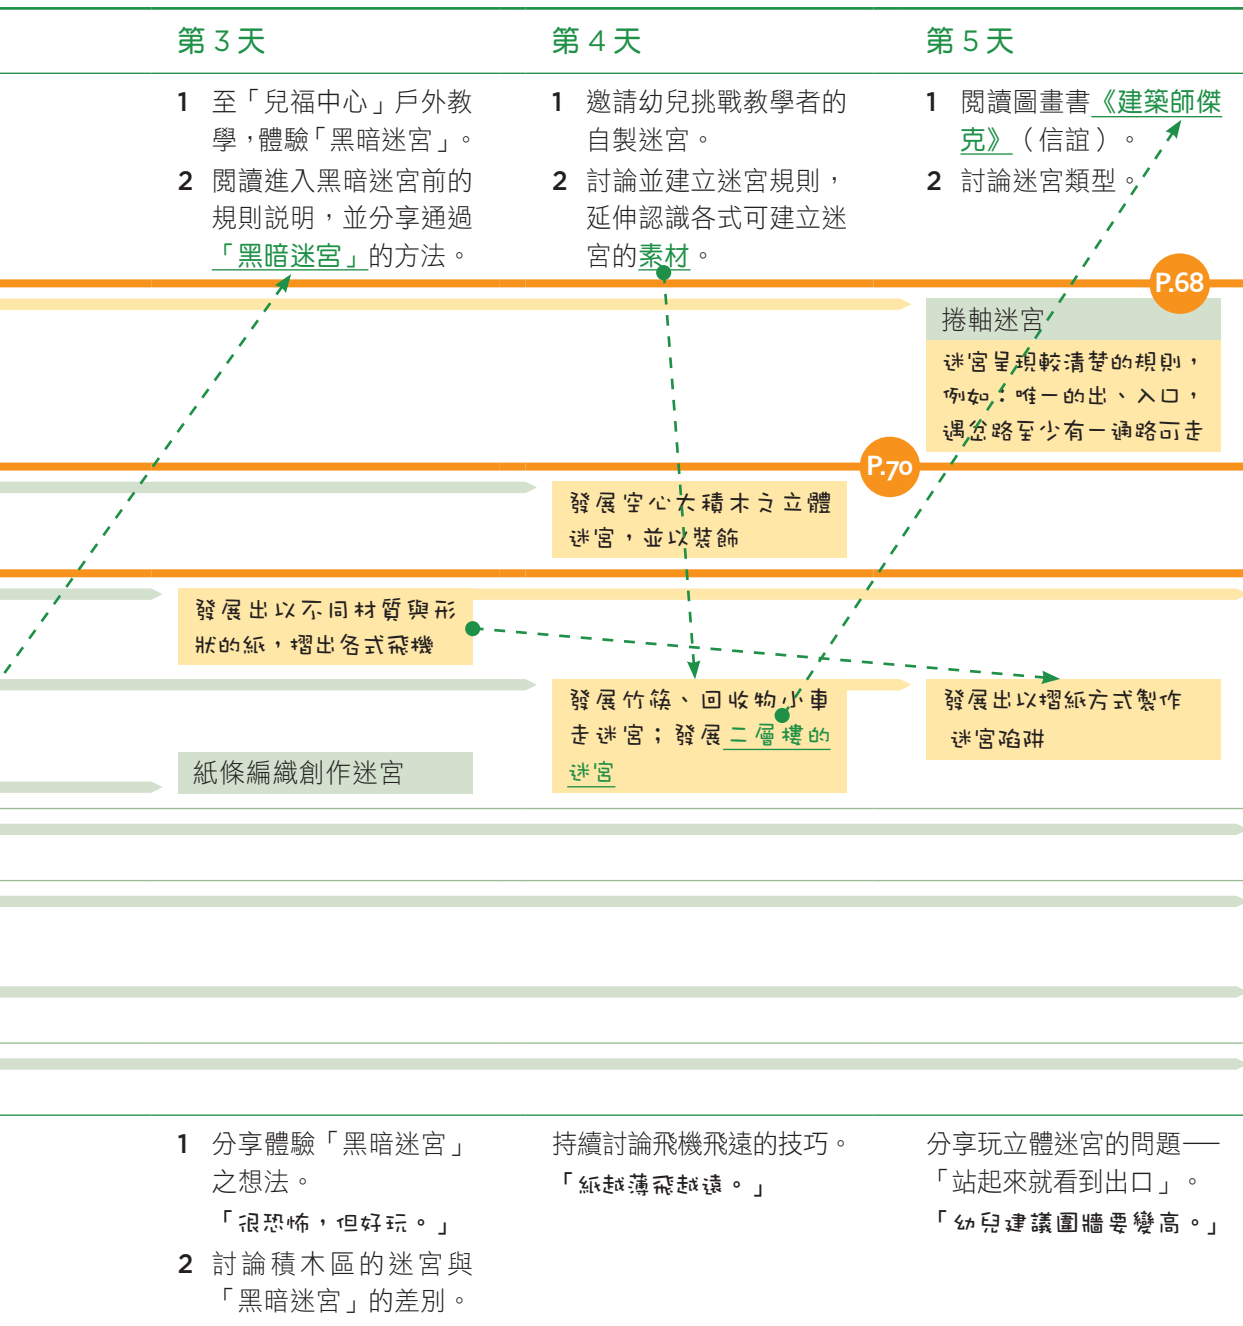 第 3 天
第 4 天
第 5 天
1 至「兒福中心」戶外教
學，體驗「黑暗迷宮」。
2 閱讀進入黑暗迷宮前的
規則説明，並分享通過
「黑暗迷宮」的方法。
1 邀請幼兒挑戰教學者的
自製迷宮。
2 討論並建立迷宮規則，
延伸認識各式可建立迷
宮的素材。
1 閱讀圖畫書《建築師傑
克》（信誼）。
2 討論迷宮類型。
P.68
捲軸迷宮
迷宮呈現較清楚的規則，
例如：唯一的出、入口，
遇岔路至少有一通路可走
P.70
發展空心大積木之立體
迷宮，並以裝飾
發展出以不同材質與形
狀的紙，摺出各式飛機
發展竹筷、回收物小車
走迷宮；發展二層樓的
迷宮
發展出以摺紙方式製作
迷宮陷阱
紙條編織創作迷宮
1 分享體驗「黑暗迷宮」
之想法。
「很恐怖，但好玩。」
2 討論積木區的迷宮與
「黑暗迷宮」的差別。
持續討論飛機飛遠的技巧。
「紙越薄飛越遠。」
分享玩立體迷宮的問題──
「站起來就看到出口」。
「幼兒建議圍牆要變高。」